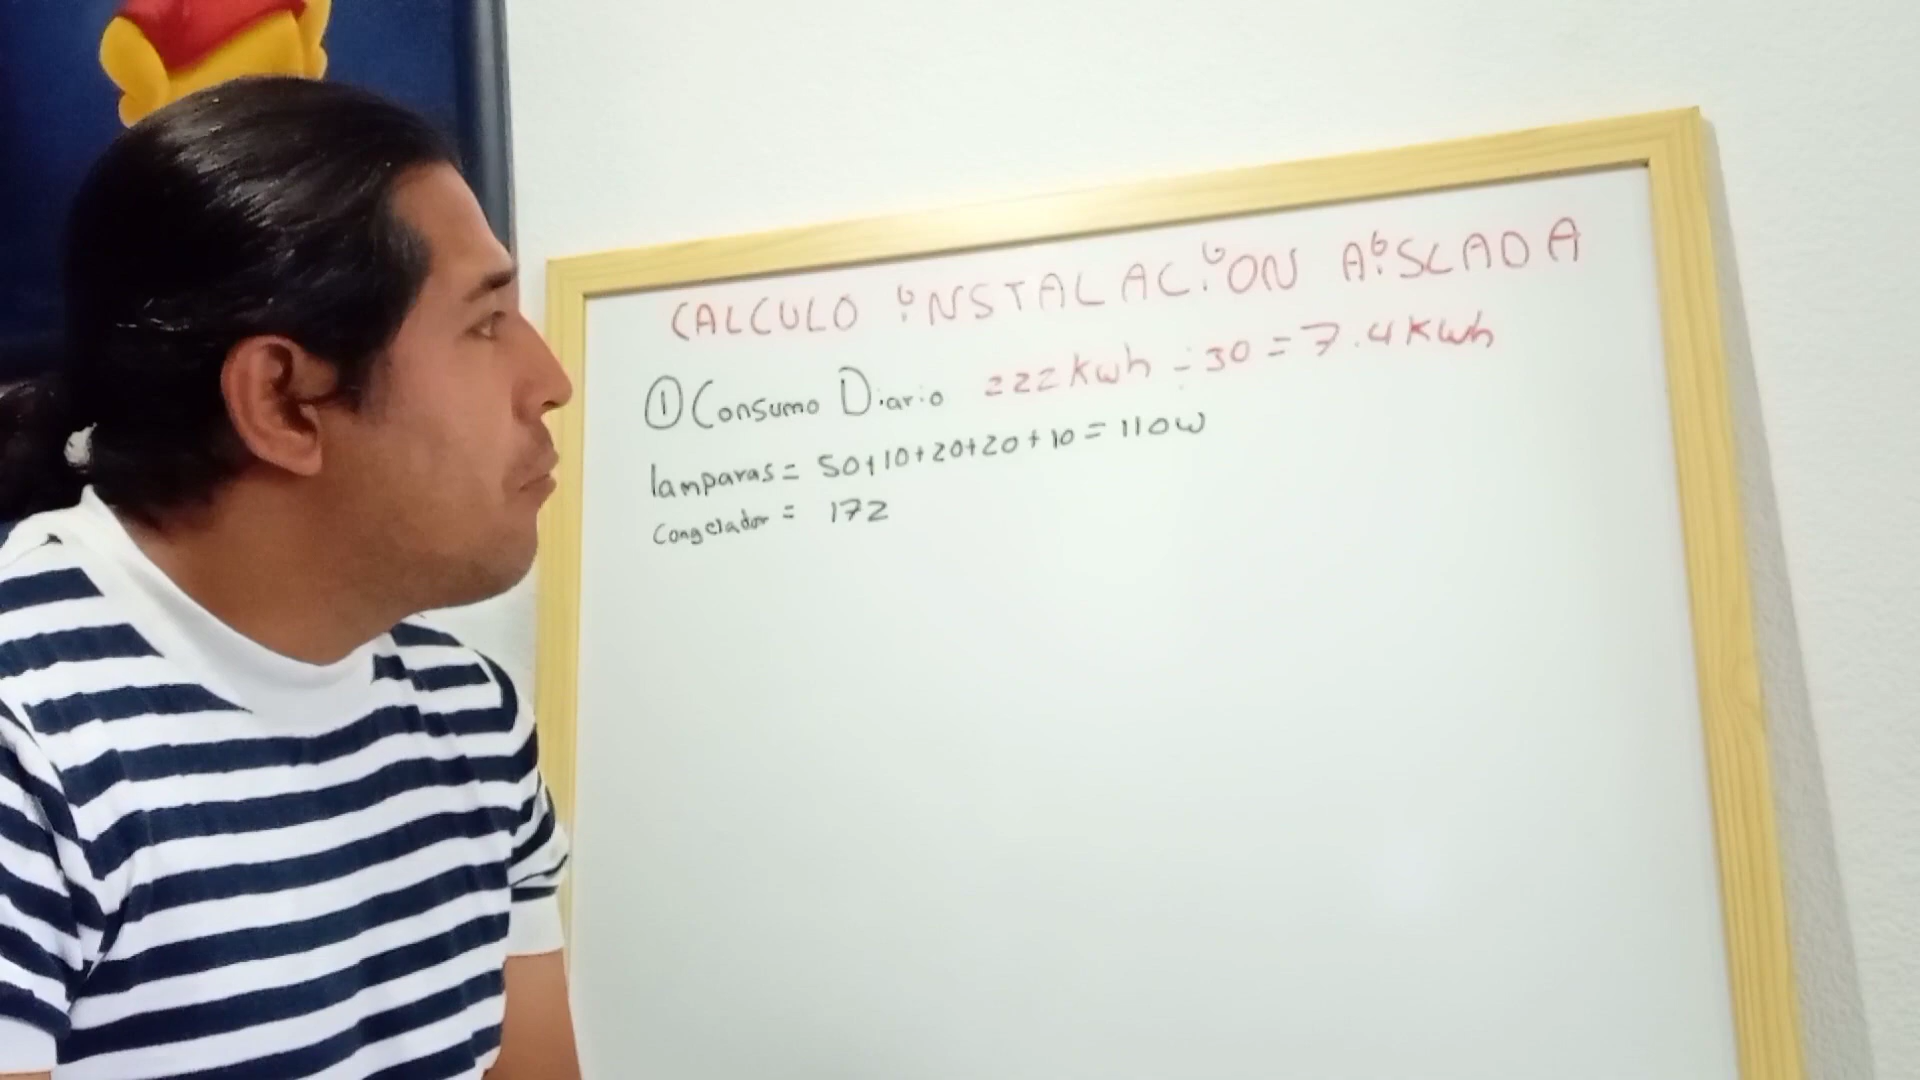 CALCULO INSTALACION AISLADA
① Consumo Diario 222 kwh ÷ 30 = 7.4 Kwh
lamparas = 50+10+20+20+10 = 110w
Congelador = 172